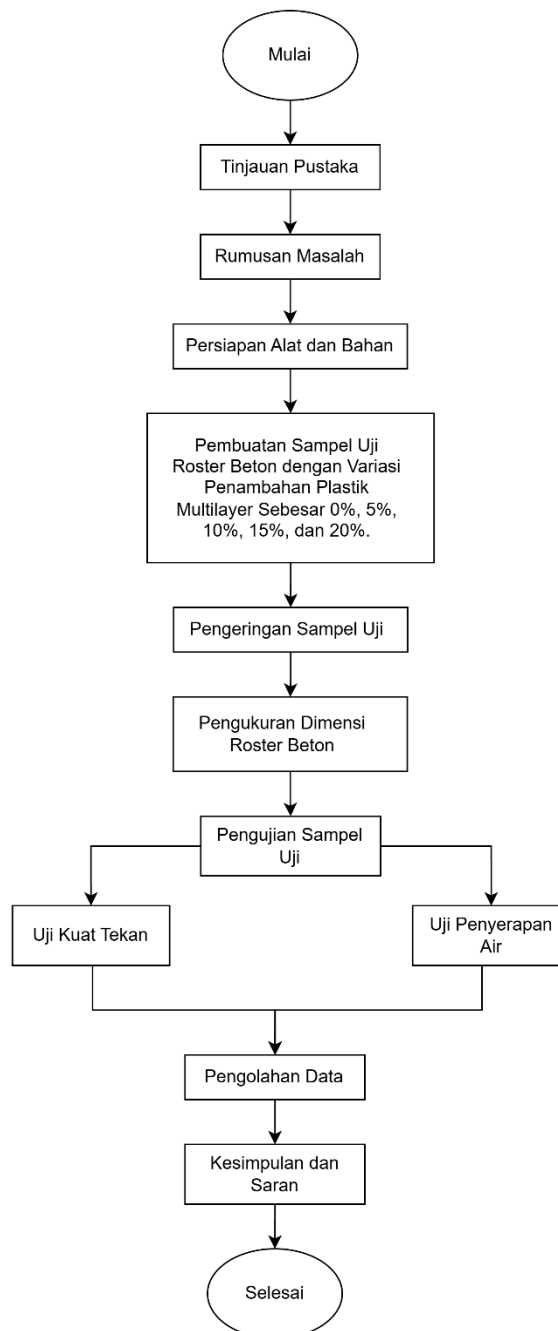 Mulai
Tinjauan Pustaka
Rumusan Masalah
Persiapan Alat dan Bahan
Pembuatan Sampel Uji
Roster Beton dengan Variasi
Penambahan Plastik
Multilayer Sebesar 0%, 5%,
10%, 15%, dan 20%.
Pengeringan Sampel Uji
Pengukuran Dimensi
Roster Beton
Pengujian Sampel
Uji
Uji Kuat Tekan
Uji Penyerapan
Air
Pengolahan Data
Kesimpulan dan
Saran
Selesai